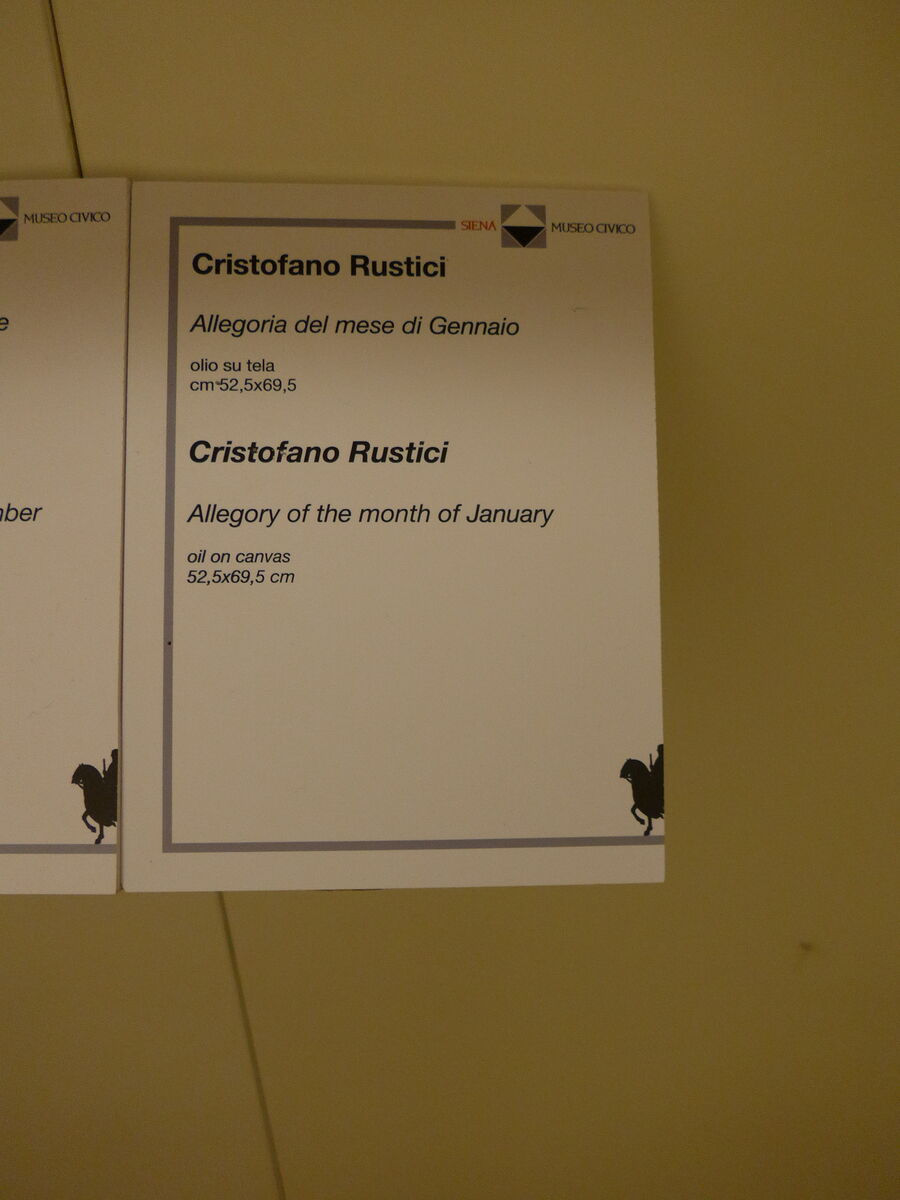 MUSEO CIVICO
SIENA MUSEO CIVICO
Cristofano Rustici
Allegoria del mese di Gennaio
olio su tela
cm 52,5x69,5
Cristofano Rustici
Allegory of the month of January
oil on canvas
52,5x69,5 cm